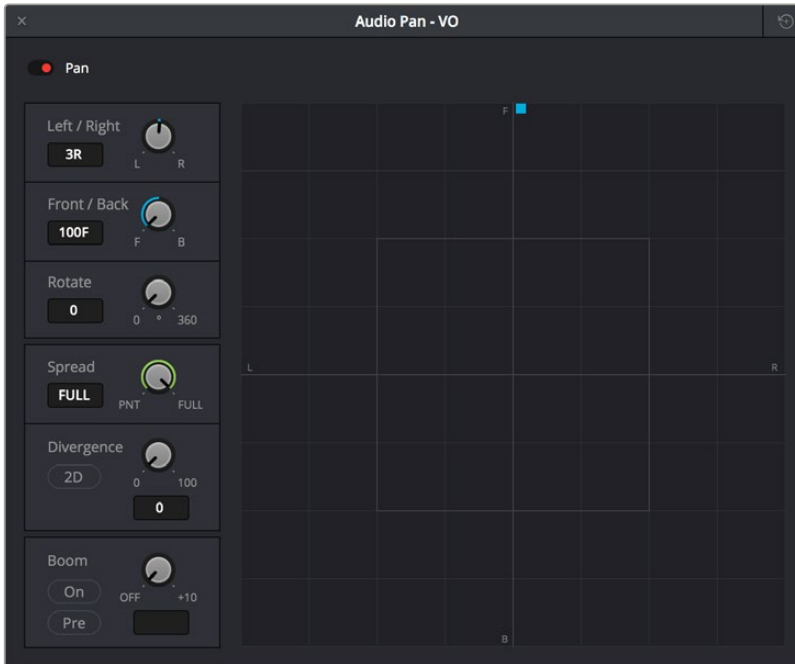 Audio Pan - VO
Pan
Left / Right
3R
L R
Front / Back
100F
F B
Rotate
0
0 ° 360
Spread
FULL
PNT FULL
Divergence
2D
0 100
0
Boom
On
OFF +10
Pre
F
L R
B